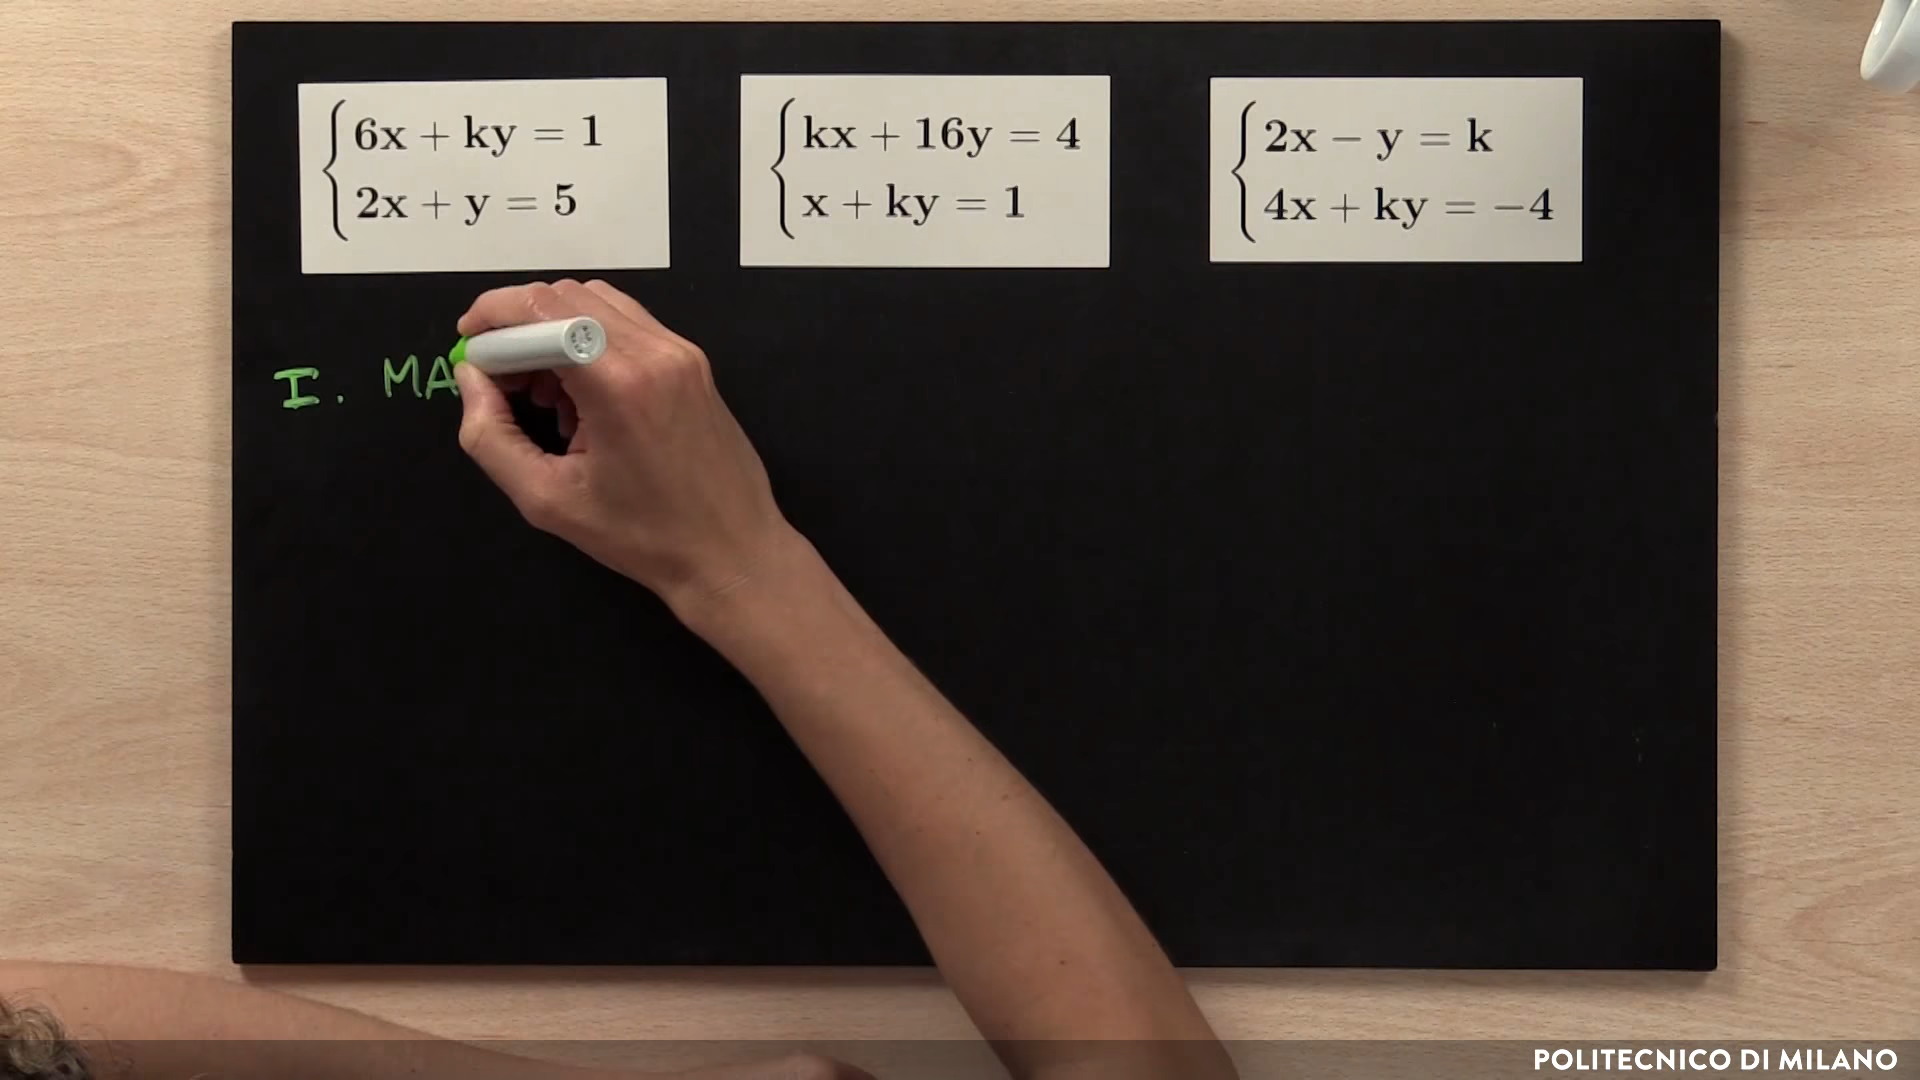 6x + ky = 1
2x + y = 5
kx + 16y = 4
x + ky = 1
2x − y = k
4x + ky = −4
I. MA
POLITECNICO DI MILANO